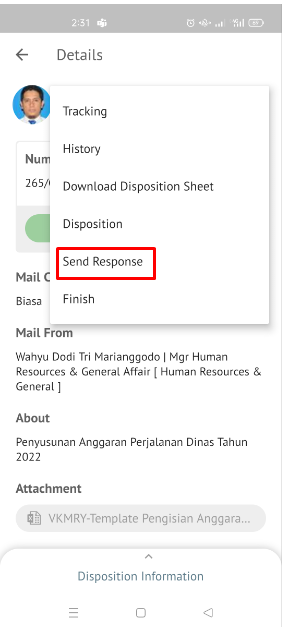 2:31
Details
Tracking
History
Num
265/
Download Disposition Sheet
Disposition
Send Response
Mail C
Biasa
Finish
Mail From
Wahyu Dodi Tri Marianggodo | Mgr Human
Resources & General Affair [ Human Resources &
General ]
About
Penyusunan Anggaran Perjalanan Dinas Tahun
2022
Attachment
VKMRY-Template Pengisian Anggara...
Disposition Information